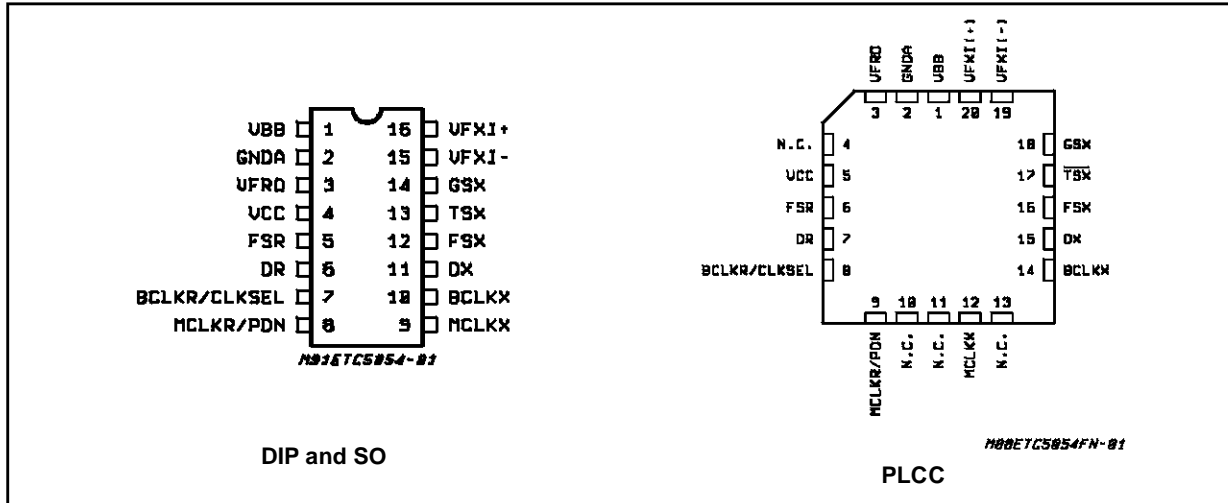 VBB 1 16 VFXI+
GNDA 2 15 VFXI-
VFRO 3 14 GSX
VCC 4 13 TSX
FSR 5 12 FSX
DR 6 11 DX
BCLKR/CLKSEL 7 10 BCLKX
MCLKR/PDN 8 9 MCLKX
M91ETC5054-01
DIP and SO
VFRO GNDA VBB VFXI(+) VFXI(-)
3 2 1 20 19
N.C. 4 18 GSX
VCC 5 17 TSX
FSR 6 16 FSX
DR 7 15 DX
BCLKR/CLKSEL 8 14 BCLKX
9 10 11 12 13
MCLKR/PDN N.C. N.C. MCLKX N.C.
M88ETC5054FN-01
PLCC